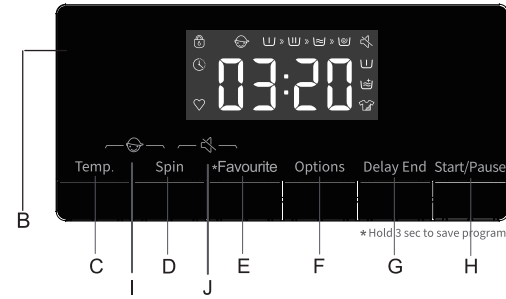 B
03:20
Temp. Spin *Favourite Options Delay End Start/Pause
*Hold 3 sec to save program
C D E F G H
I J